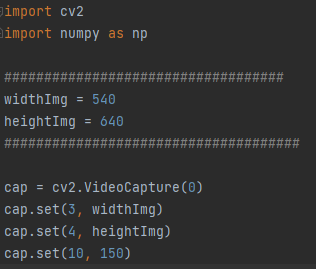 import cv2
import numpy as np
###################################
widthImg = 540
heightImg = 640
#####################################
cap = cv2.VideoCapture(0)
cap.set(3, widthImg)
cap.set(4, heightImg)
cap.set(10, 150)